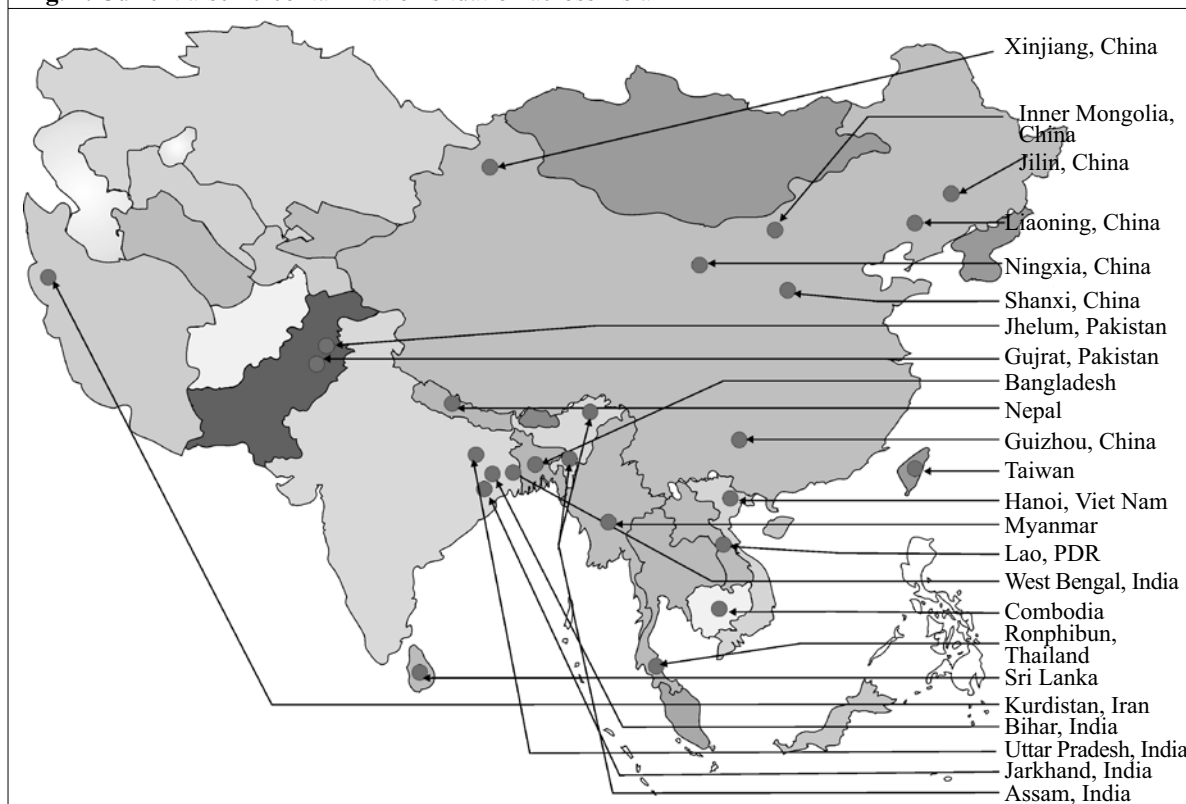 Xinjiang, China
Inner Mongolia,
China
Jilin, China
Liaoning, China
Ningxia, China
Shanxi, China
Jhelum, Pakistan
Gujrat, Pakistan
Bangladesh
Nepal
Guizhou, China
Taiwan
Hanoi, Viet Nam
Myanmar
Lao, PDR
West Bengal, India
Combodia
Ronphibun,
Thailand
Sri Lanka
Kurdistan, Iran
Bihar, India
Uttar Pradesh, India
Jarkhand, India
Assam, India